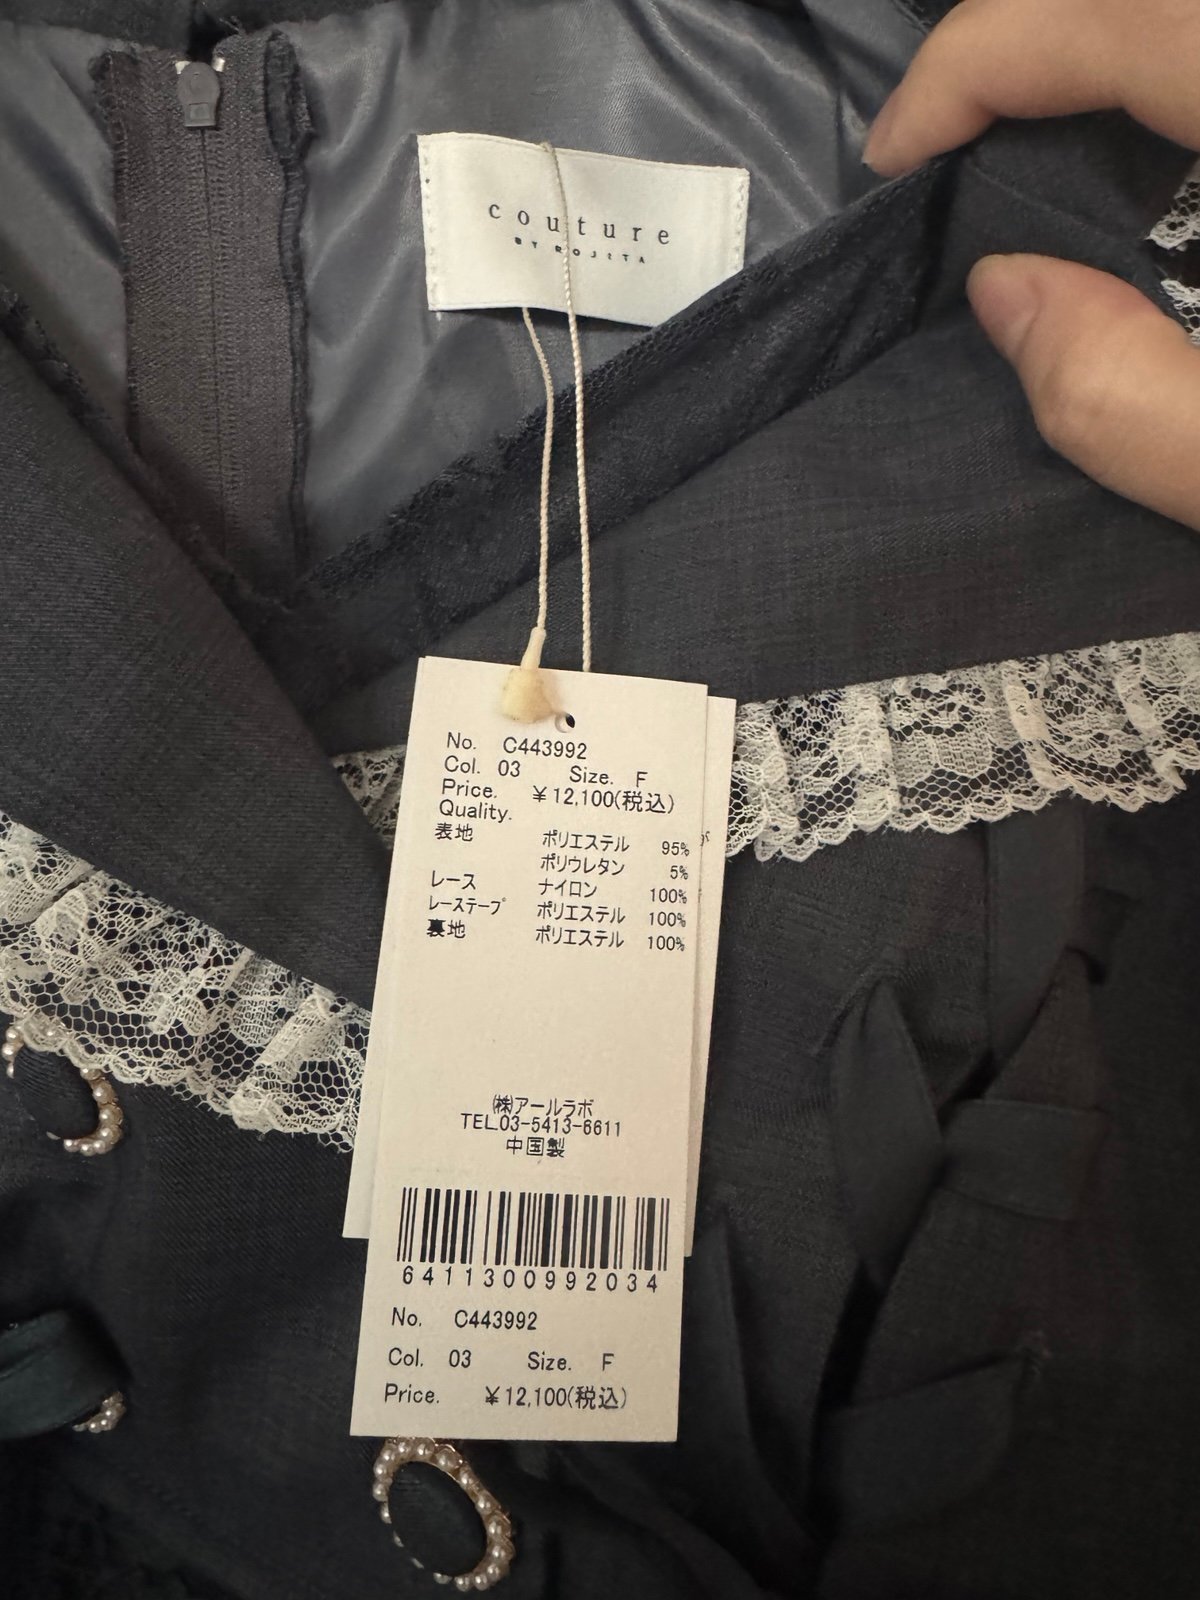 couture
BY ROJITA
No. C443992
Col. 03 Size. F
Price. ¥12,100(税込)
Quality.
表地 ポリエステル 95%
ポリウレタン 5%
レース ナイロン 100%
レーステープ ポリエステル 100%
裏地 ポリエステル 100%
㈱アールラボ
TEL.03-5413-6611
中国製
6411300992034
No. C443992
Col. 03 Size. F
Price. ¥12,100(税込)